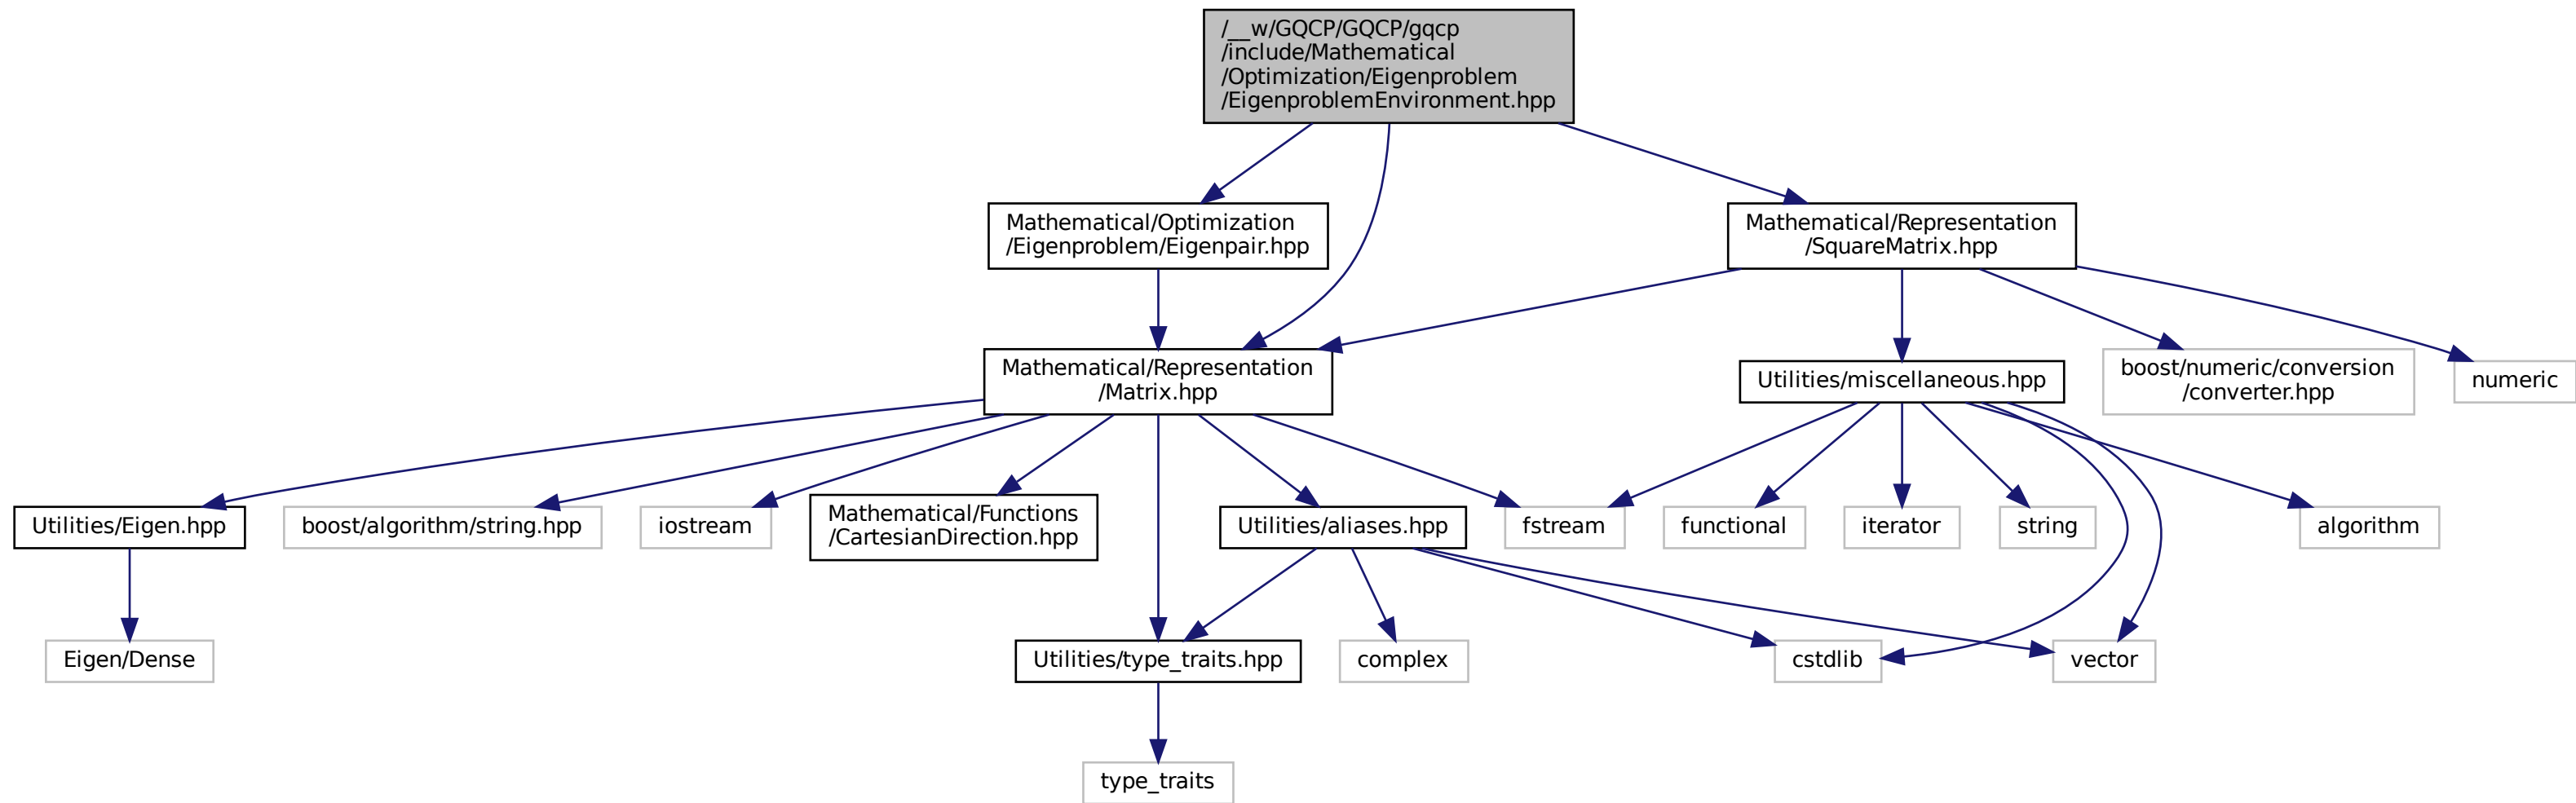 /__w/GQCP/GQCP/gqcp
/include/Mathematical
/Optimization/Eigenproblem
/EigenproblemEnvironment.hpp
Mathematical/Optimization
/Eigenproblem/Eigenpair.hpp
Mathematical/Representation
/SquareMatrix.hpp
Mathematical/Representation
/Matrix.hpp
Utilities/miscellaneous.hpp
boost/numeric/conversion
/converter.hpp
numeric
Utilities/Eigen.hpp
boost/algorithm/string.hpp
iostream
Mathematical/Functions
/CartesianDirection.hpp
Utilities/aliases.hpp
fstream
functional
iterator
string
algorithm
Eigen/Dense
Utilities/type_traits.hpp
complex
cstdlib
vector
type_traits